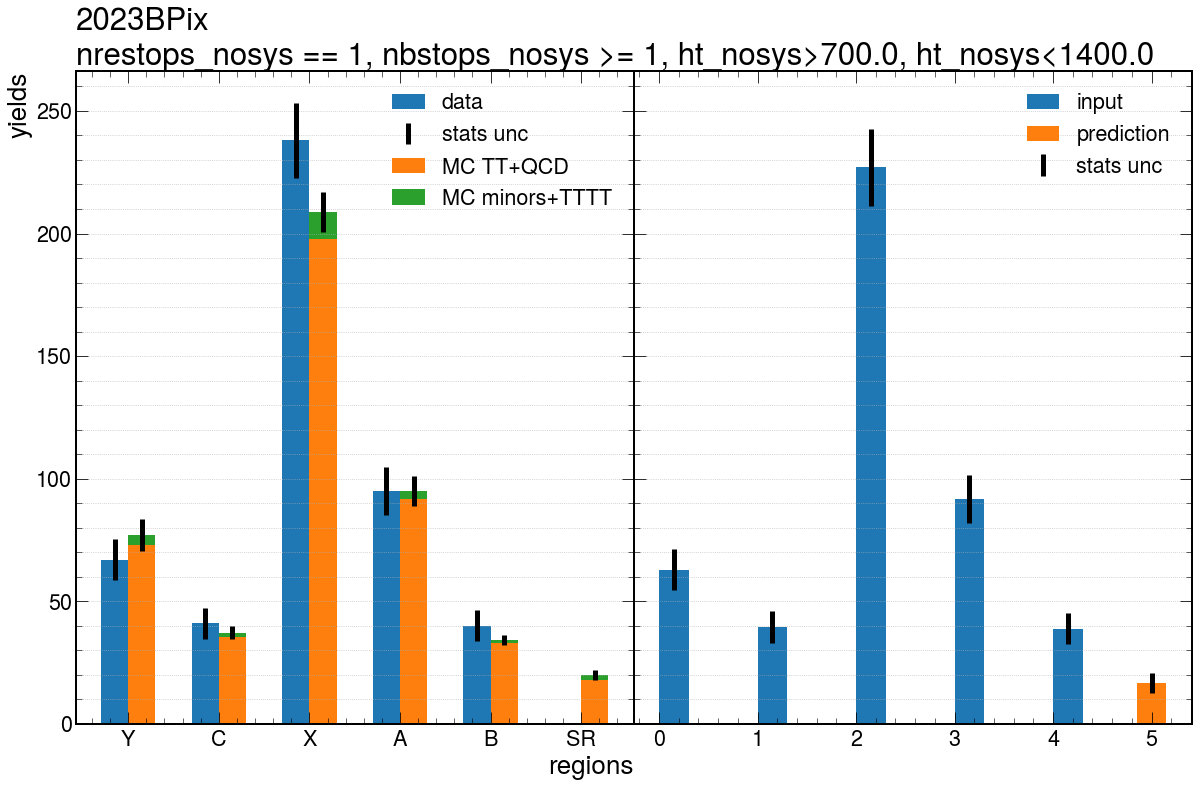 2023BPix
nrestops_nosys == 1, nbstops_nosys >= 1, ht_nosys>700.0, ht_nosys<1400.0
yields
250
200
150
100
50
0
data
stats unc
MC TT+QCD
MC minors+TTTT
input
prediction
stats unc
Y C X A B SR
0 1 2 3 4 5
regions